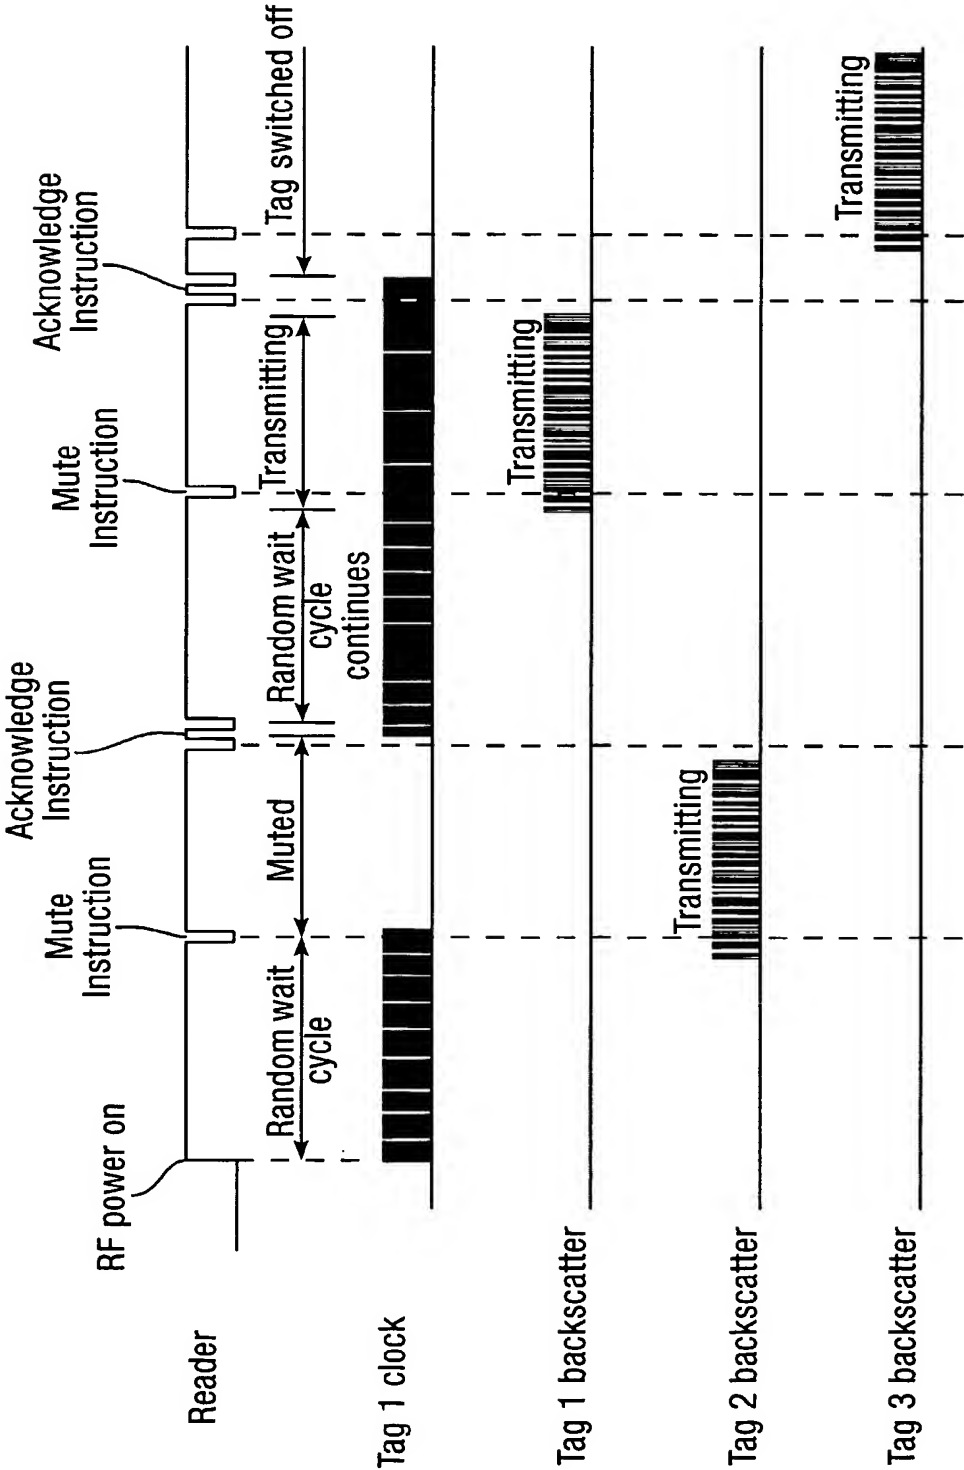 RF power on
Mute
Instruction
Acknowledge
Instruction
Mute
Instruction
Acknowledge
Instruction
Reader
Random wait
cycle
Muted
Random wait
cycle
continues
Transmitting
Tag switched off
Tag 1 clock
Tag 1 backscatter
Transmitting
Tag 2 backscatter
Transmitting
Tag 3 backscatter
Transmitting